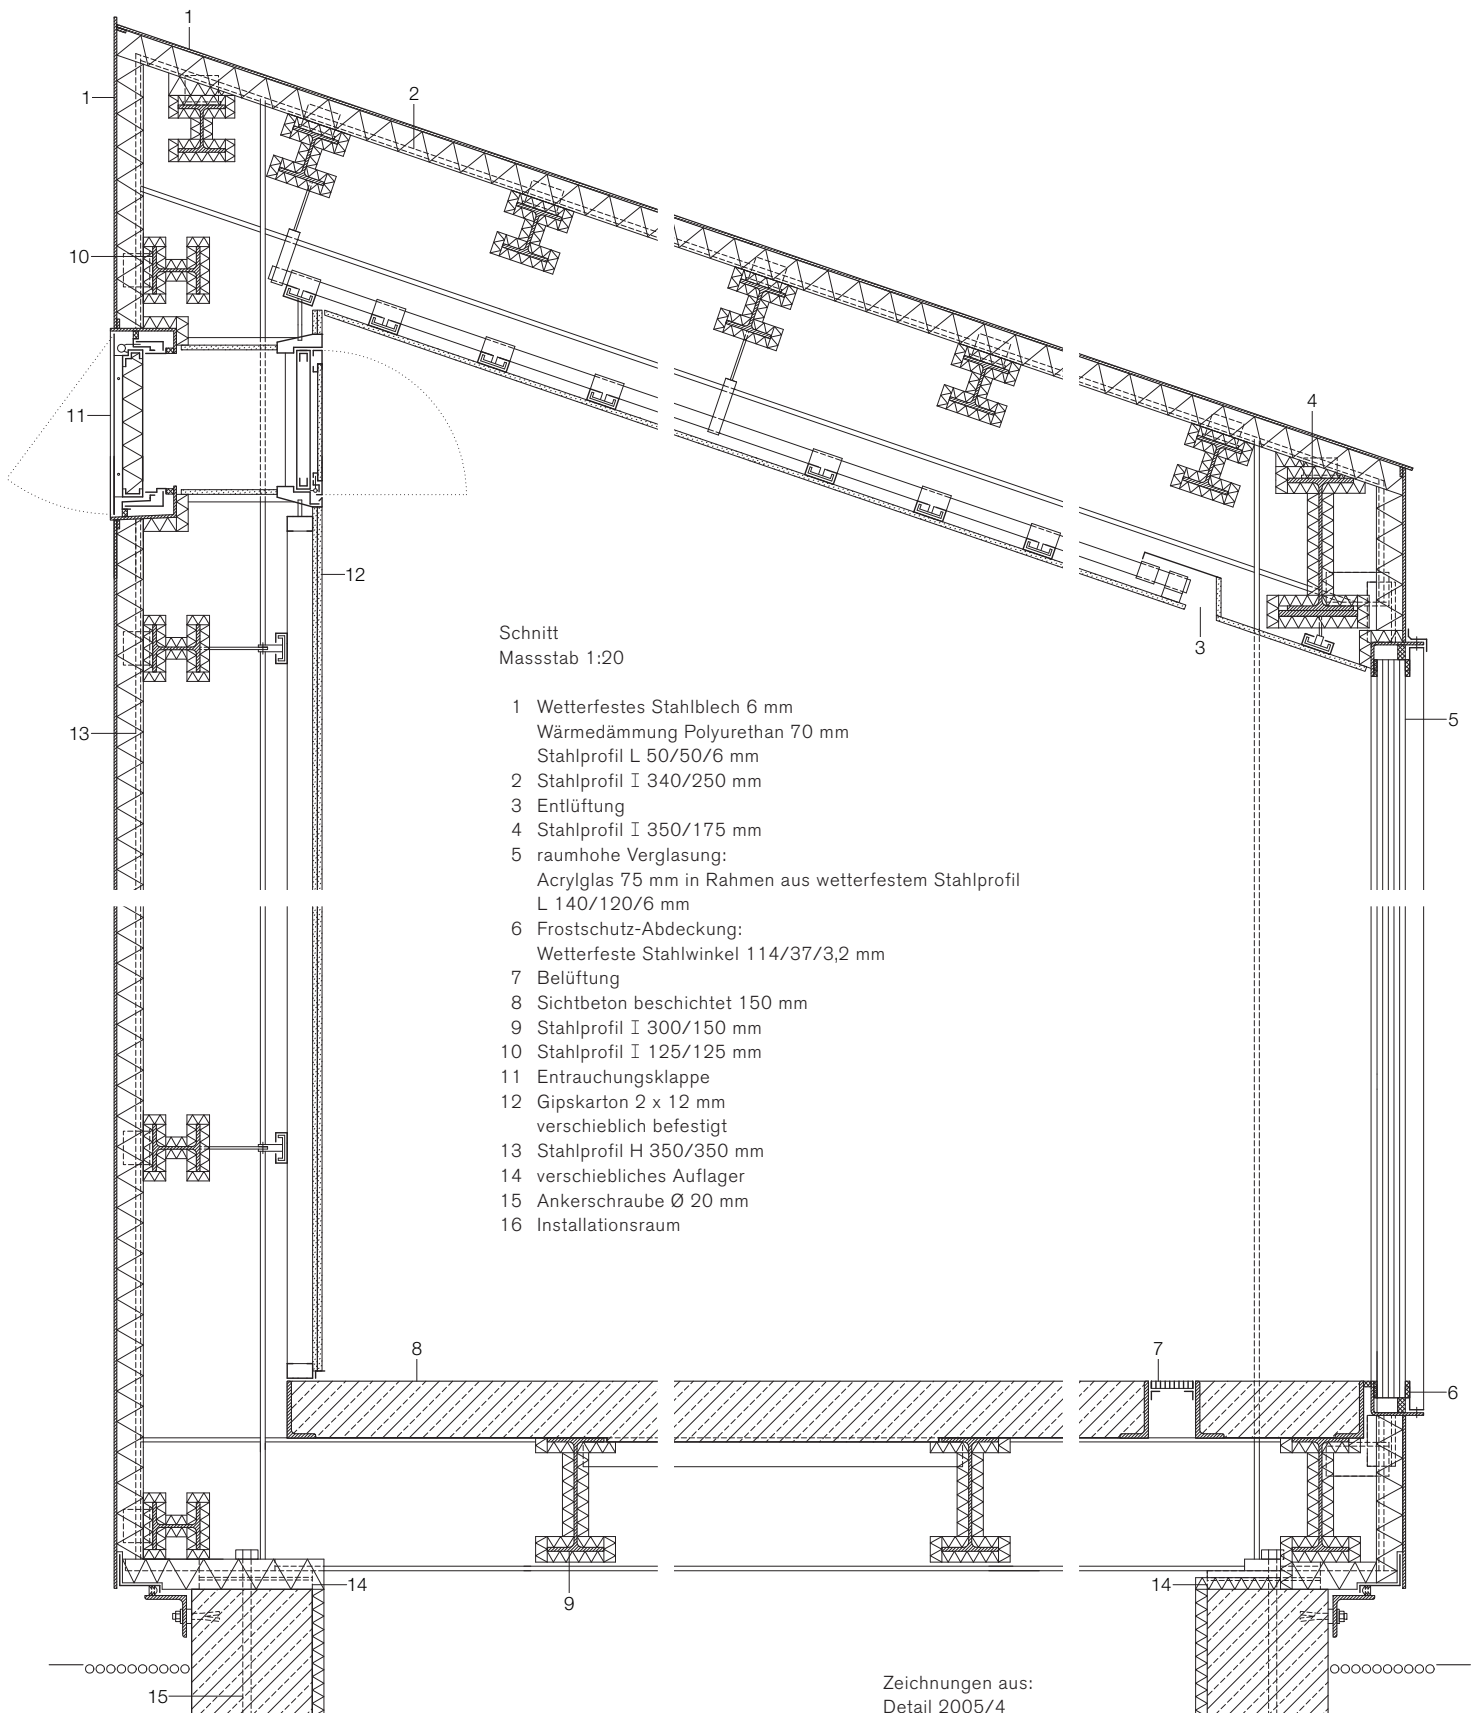 1
1
2
10
4
11
12
3
5
13
Schnitt
Massstab 1:20
1 Wetterfestes Stahlblech 6 mm
Wärmedämmung Polyurethan 70 mm
Stahlprofil L 50/50/6 mm
2 Stahlprofil I 340/250 mm
3 Entlüftung
4 Stahlprofil I 350/175 mm
5 raumhohe Verglasung:
Acrylglas 75 mm in Rahmen aus wetterfestem Stahlprofil
L 140/120/6 mm
6 Frostschutz-Abdeckung:
Wetterfeste Stahlwinkel 114/37/3,2 mm
7 Belüftung
8 Sichtbeton beschichtet 150 mm
9 Stahlprofil I 300/150 mm
10 Stahlprofil I 125/125 mm
11 Entrauchungsklappe
12 Gipskarton 2 x 12 mm
verschieblich befestigt
13 Stahlprofil H 350/350 mm
14 verschiebliches Auflager
15 Ankerschraube Ø 20 mm
16 Installationsraum
8
7
6
14
14
9
15
Zeichnungen aus:
Detail 2005/4